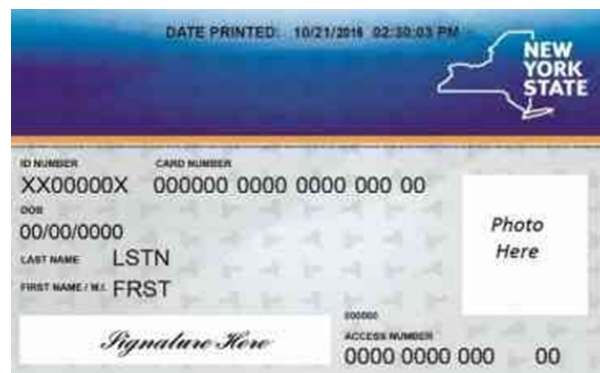 DATE PRINTED: 10/21/2016 02:30:03 PM
NEW
YORK
STATE
ID NUMBER CARD NUMBER
XX00000X 000000 0000 0000 000 00
DOB
00/00/0000
LAST NAME LSTN
FIRST NAME / M.I. FRST
Photo
Here
Signature Here
000000
ACCESS NUMBER
0000 0000 000 00